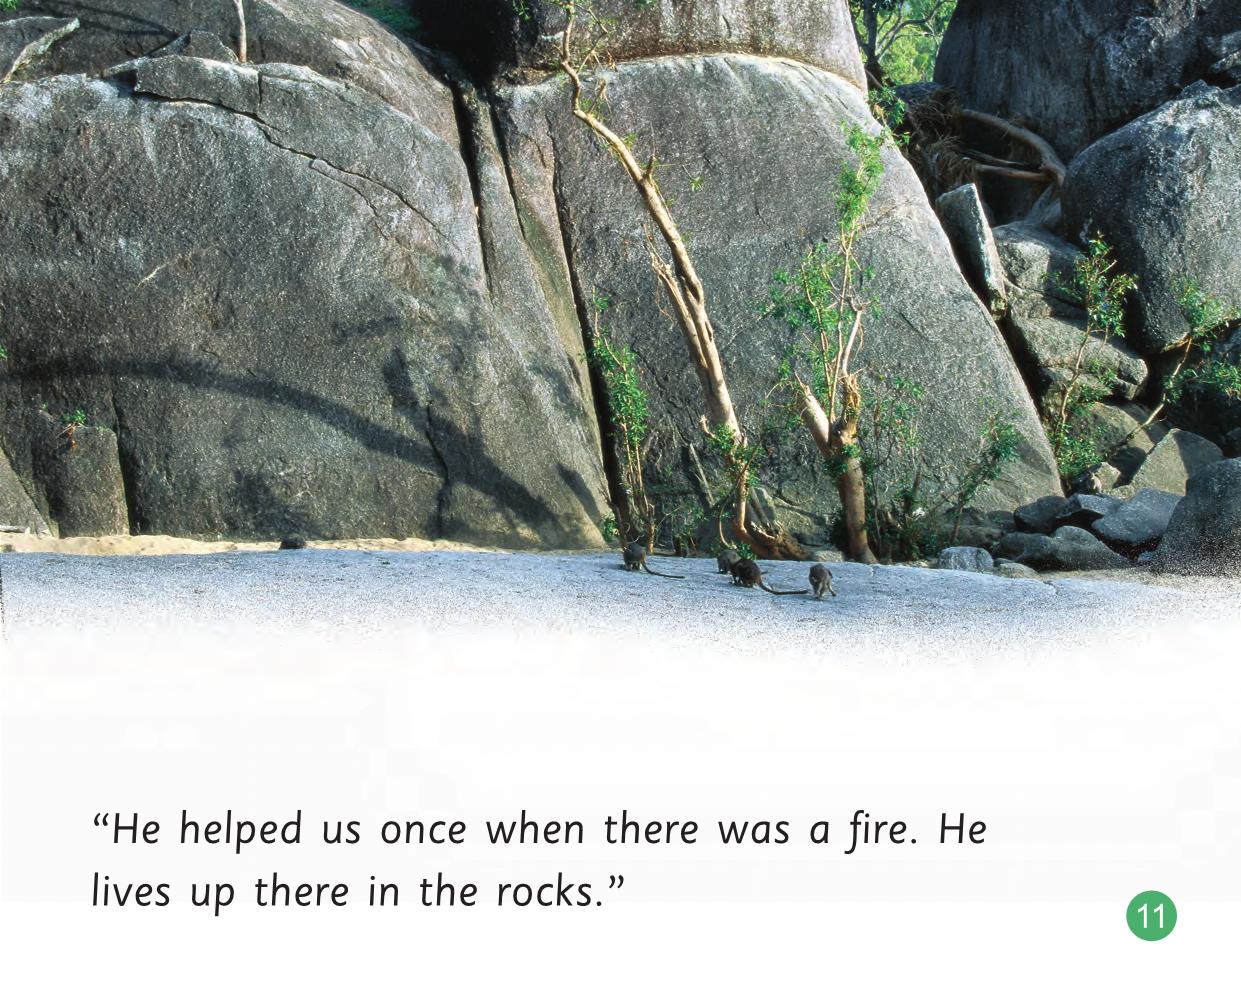 “He helped us once when there was a fire. He
lives up there in the rocks.”
11